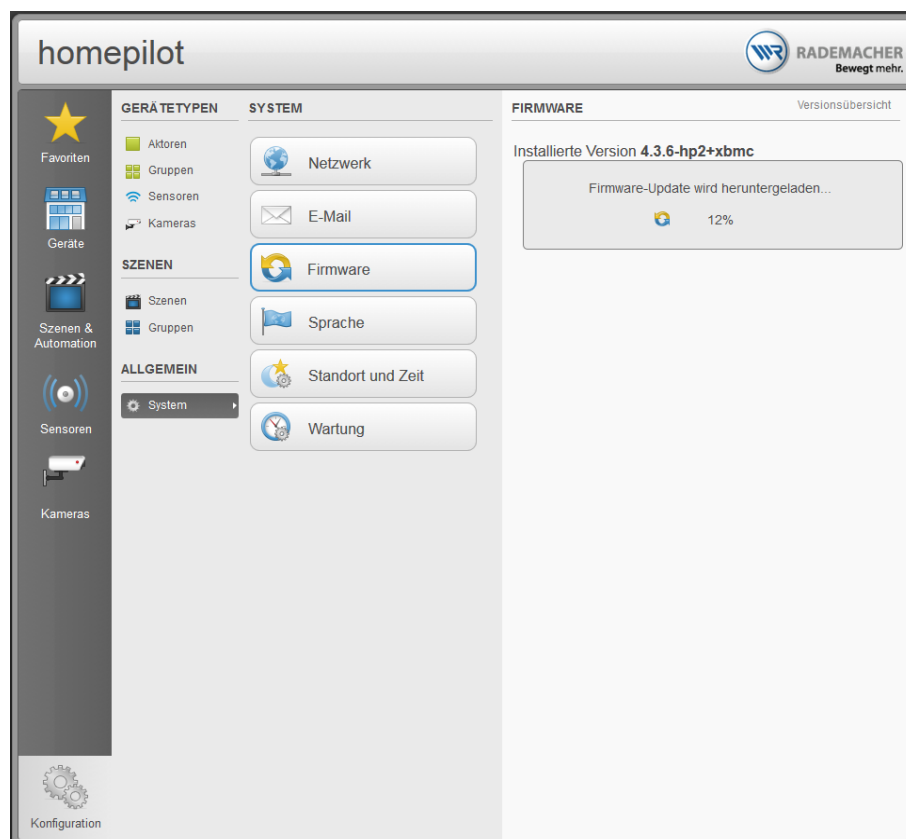 homepilot
WR RADEMACHER
Bewegt mehr.
Favoriten
Geräte
Szenen &
Automation
Sensoren
Kameras
Konfiguration
GERÄTETYPEN
Aktoren
Gruppen
Sensoren
Kameras
SZENEN
Szenen
Gruppen
ALLGEMEIN
System
SYSTEM
Netzwerk
E-Mail
Firmware
Sprache
Standort und Zeit
Wartung
FIRMWARE
Versionsübersicht
Installierte Version 4.3.6-hp2+xbmc
Firmware-Update wird heruntergeladen...
12%